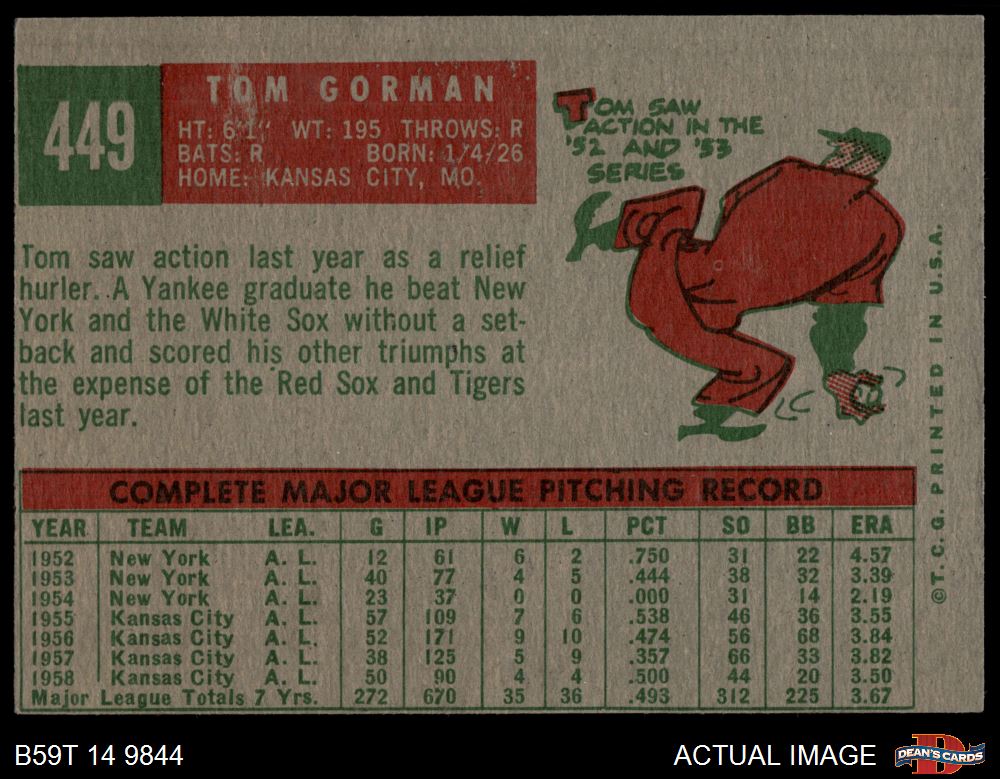 449
TOM GORMAN
HT: 6'1" WT: 195 THROWS: R
BATS: R BORN: 1/4/26
HOME: KANSAS CITY, MO.
TOM SAW
ACTION IN THE
'52 AND '53
SERIES
Tom saw action last year as a relief
hurler. A Yankee graduate he beat New
York and the White Sox without a set-
back and scored his other triumphs at
the expense of the Red Sox and Tigers
last year.
COMPLETE MAJOR LEAGUE PITCHING RECORD
YEAR TEAM LEA. G IP W L PCT SO BB ERA
1952 New York A. L. 12 61 6 2 .750 31 22 4.57
1953 New York A. L. 40 77 4 5 .444 38 32 3.39
1954 New York A. L. 23 37 0 0 .000 31 14 2.19
1955 Kansas City A. L. 57 109 7 6 .538 46 36 3.55
1956 Kansas City A. L. 52 171 9 10 .474 56 68 3.84
1957 Kansas City A. L. 38 125 5 9 .357 66 33 3.82
1958 Kansas City A. L. 50 90 4 4 .500 44 20 3.50
Major League Totals 7 Yrs. 272 670 35 36 .493 312 225 3.67
©T. C. G. PRINTED IN U.S.A.
B59T 14 9844
ACTUAL IMAGE
DEAN'S CARDS